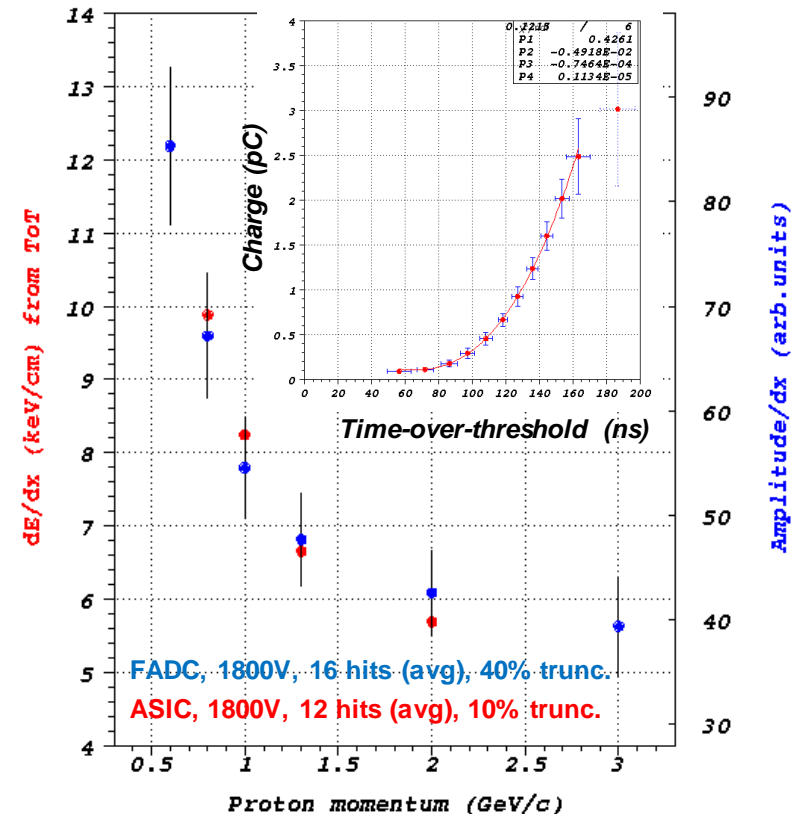 14
13
12
11
10
9
8
7
6
5
4
dE/dx (keV/cm) from ToT
4
3.5
3
2.5
2
1.5
1
0.5
0
Charge (pC)
0.1215 / 6
P1 0.4261
P2 -0.4918E-02
P3 -0.7464E-04
P4 0.1134E-05
0 20 40 60 80 100 120 140 160 180 200
Time-over-threshold (ns)
90
80
70
60
50
40
30
Amplitude/dx (arb.units)
FADC, 1800V, 16 hits (avg), 40% trunc.
ASIC, 1800V, 12 hits (avg), 10% trunc.
0.5 1 1.5 2 2.5 3
Proton momentum (GeV/c)